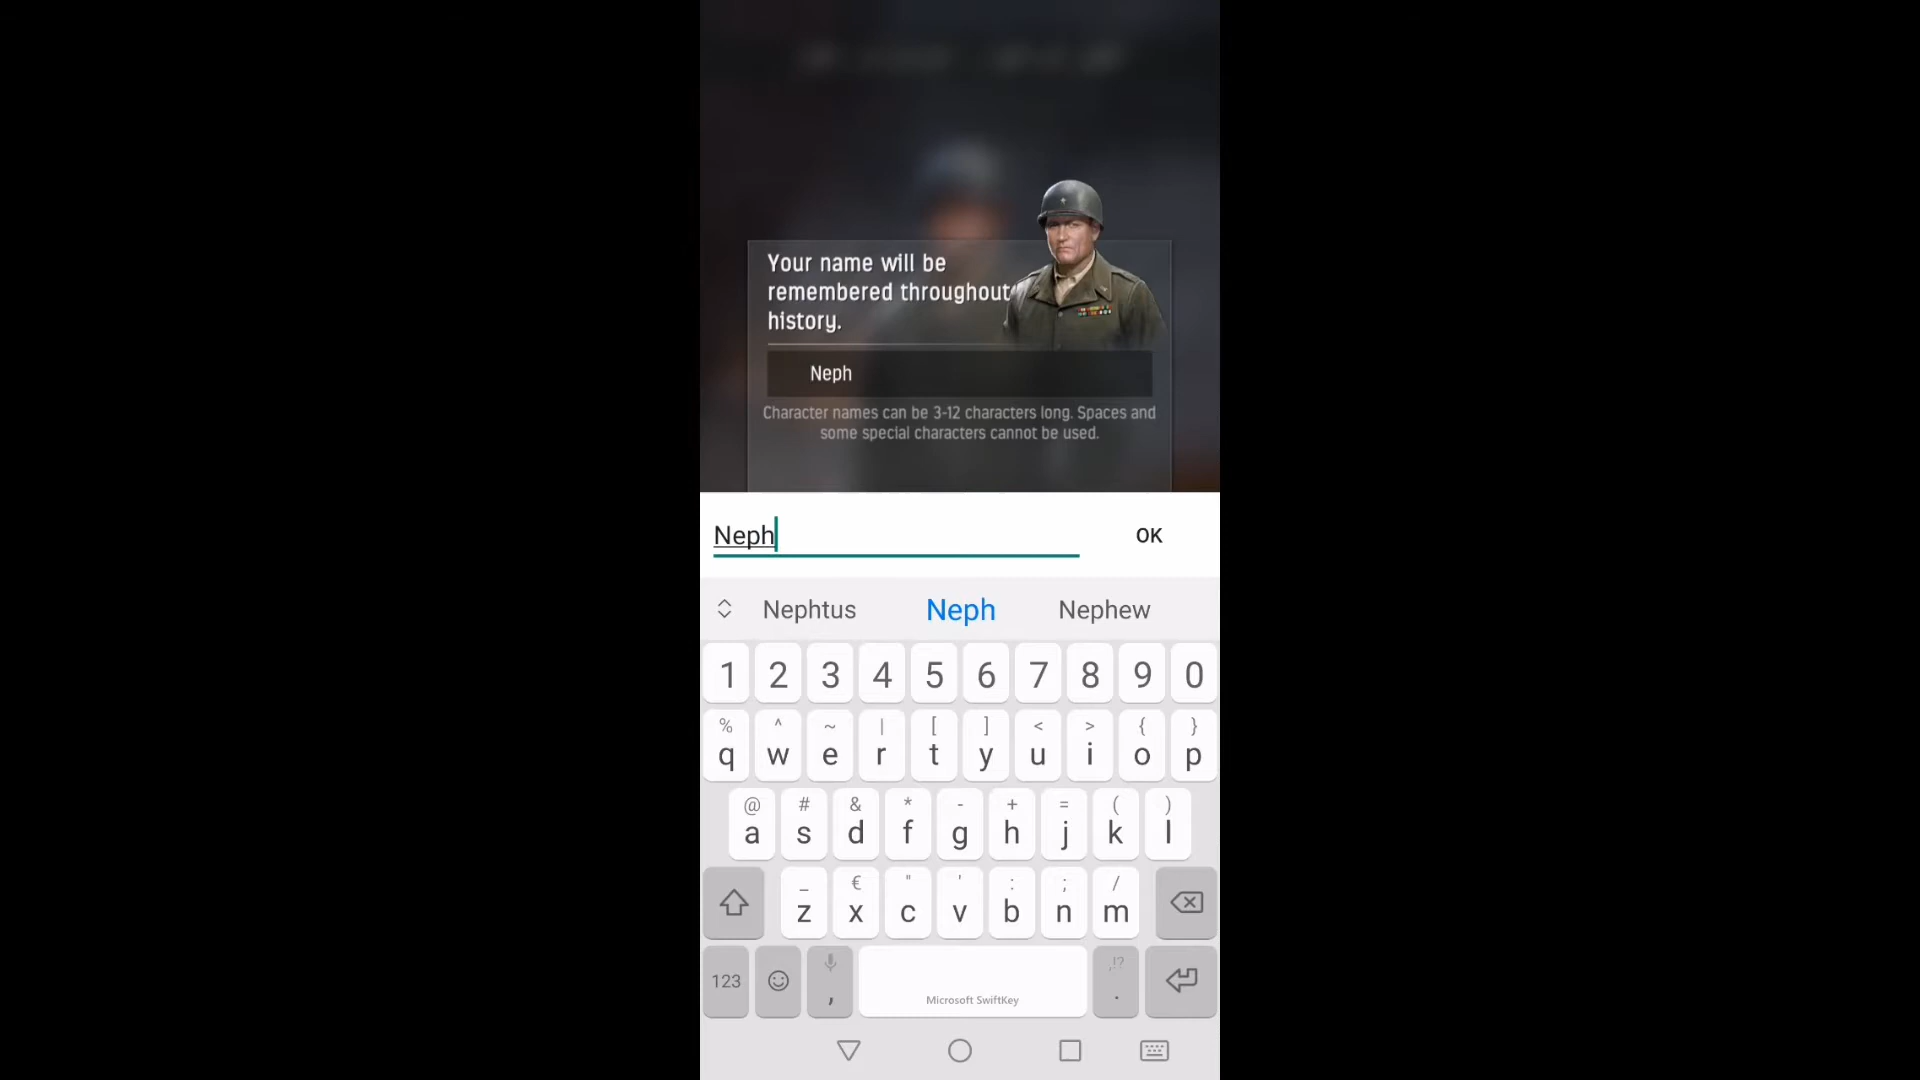 Your name will be
remembered throughout
history.
Neph
Character names can be 3-12 characters long. Spaces and
some special characters cannot be used.
Neph OK
Nephtus Neph Nephew
1 2 3 4 5 6 7 8 9 0
% ^ ~ | [ ] < > { }
q w e r t y u i o p
@ # & * - + = ( )
a s d f g h j k l
_ € " ' : ; /
z x c v b n m
,!?
123 , .
Microsoft SwiftKey